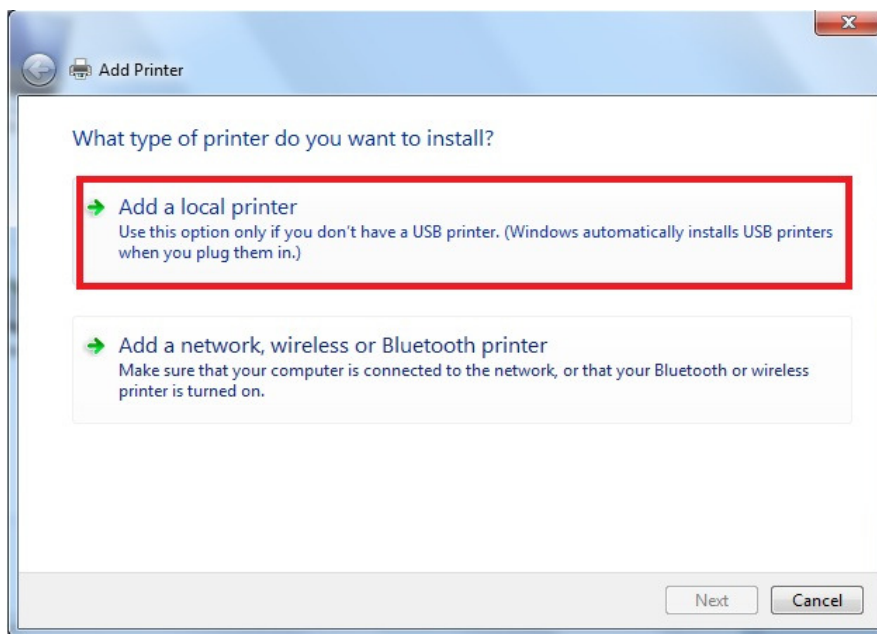 Add Printer
What type of printer do you want to install?
Add a local printer
Use this option only if you don't have a USB printer. (Windows automatically installs USB printers
when you plug them in.)
Add a network, wireless or Bluetooth printer
Make sure that your computer is connected to the network, or that your Bluetooth or wireless
printer is turned on.
Next
Cancel